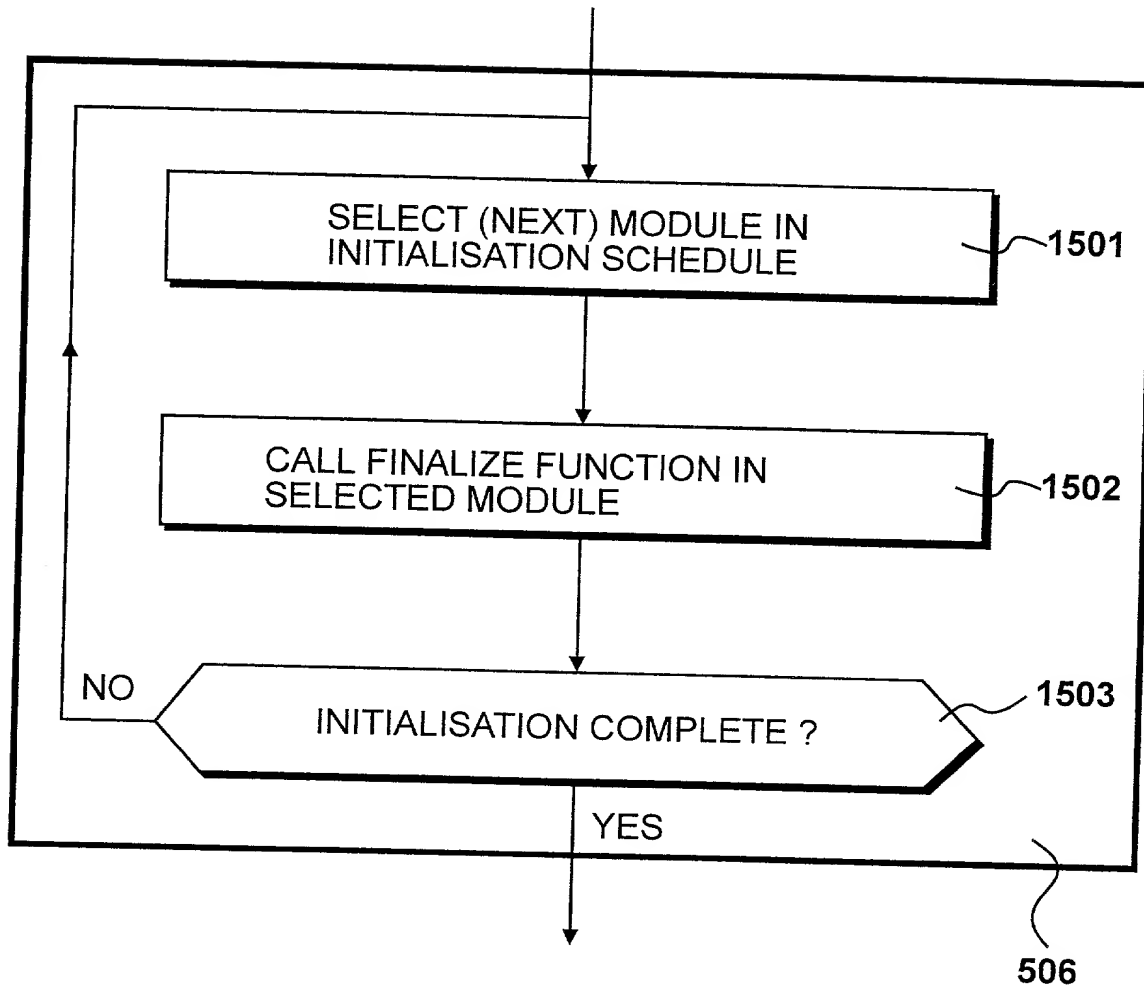 SELECT (NEXT) MODULE IN
INITIALISATION SCHEDULE
1501
CALL FINALIZE FUNCTION IN
SELECTED MODULE
1502
NO
INITIALISATION COMPLETE ?
1503
YES
506